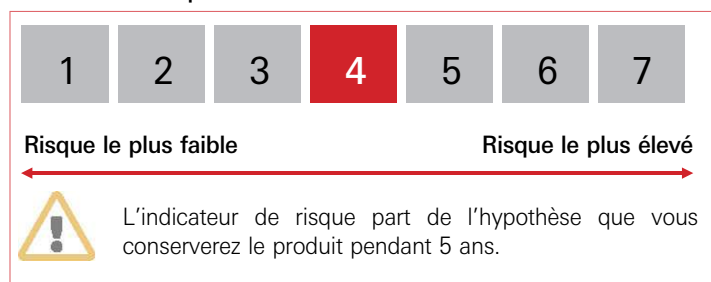 1 2 3 4 5 6 7
Risque le plus faible Risque le plus élevé
L'indicateur de risque part de l'hypothèse que vous
conserverez le produit pendant 5 ans.